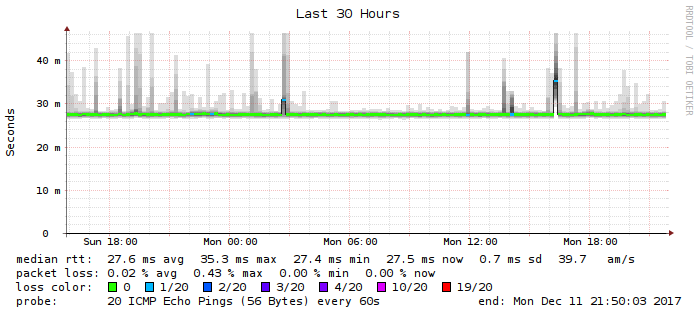 Last 30 Hours
RRDTOOL / TOBI OETIKER
Seconds
40 m
30 m
20 m
10 m
0
Sun 18:00 Mon 00:00 Mon 06:00 Mon 12:00 Mon 18:00
median rtt: 27.6 ms avg 35.3 ms max 27.4 ms min 27.5 ms now 0.7 ms sd 39.7 am/s
packet loss: 0.02 % avg 0.43 % max 0.00 % min 0.00 % now
loss color: 0 1/20 2/20 3/20 4/20 10/20 19/20
probe: 20 ICMP Echo Pings (56 Bytes) every 60s end: Mon Dec 11 21:50:03 2017